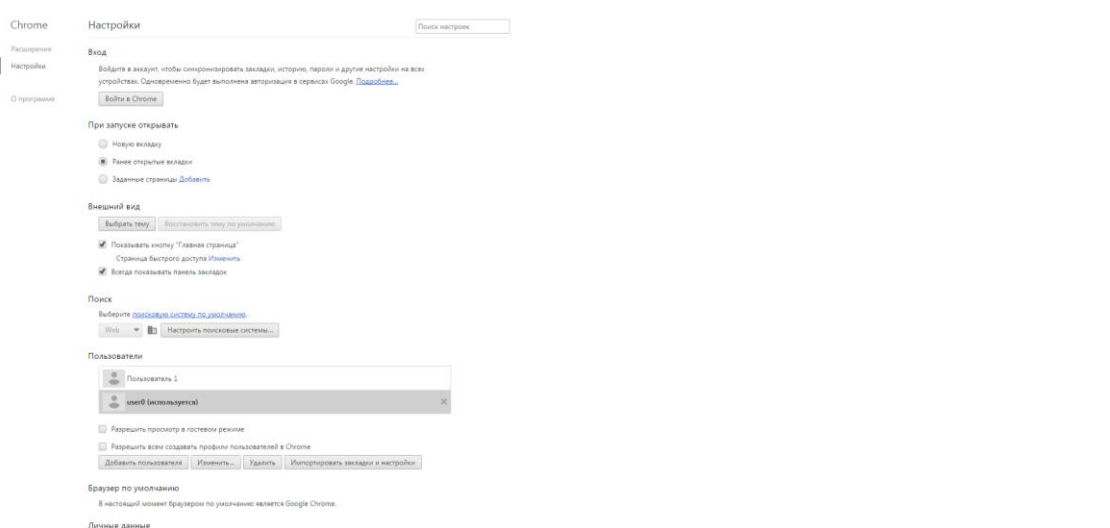 Chrome
Настройки
Поиск настроек
Расширения
Настройки
О программе
Вход
Войдите в аккаунт, чтобы синхронизировать закладки, историю, пароли и другие настройки на всех
устройствах. Одновременно будет выполнена авторизация в сервисах Google. Подробнее...
Войти в Chrome
При запуске открывать
Новую вкладку
Ранее открытые вкладки
Заданные страницы Добавить
Внешний вид
Выбрать тему Восстановить тему по умолчанию
Показывать кнопку "Главная страница"
Страница быстрого доступа Изменить
Всегда показывать панель закладок
Поиск
Выберите поисковую систему по умолчанию.
Web Настроить поисковые системы...
Пользователи
Пользователь 1
user0 (используется)
Разрешить просмотр в гостевом режиме
Разрешить всем создавать профили пользователей в Chrome
Добавить пользователя Изменить... Удалить Импортировать закладки и настройки
Браузер по умолчанию
В настоящий момент браузером по умолчанию является Google Chrome.
Личные данные